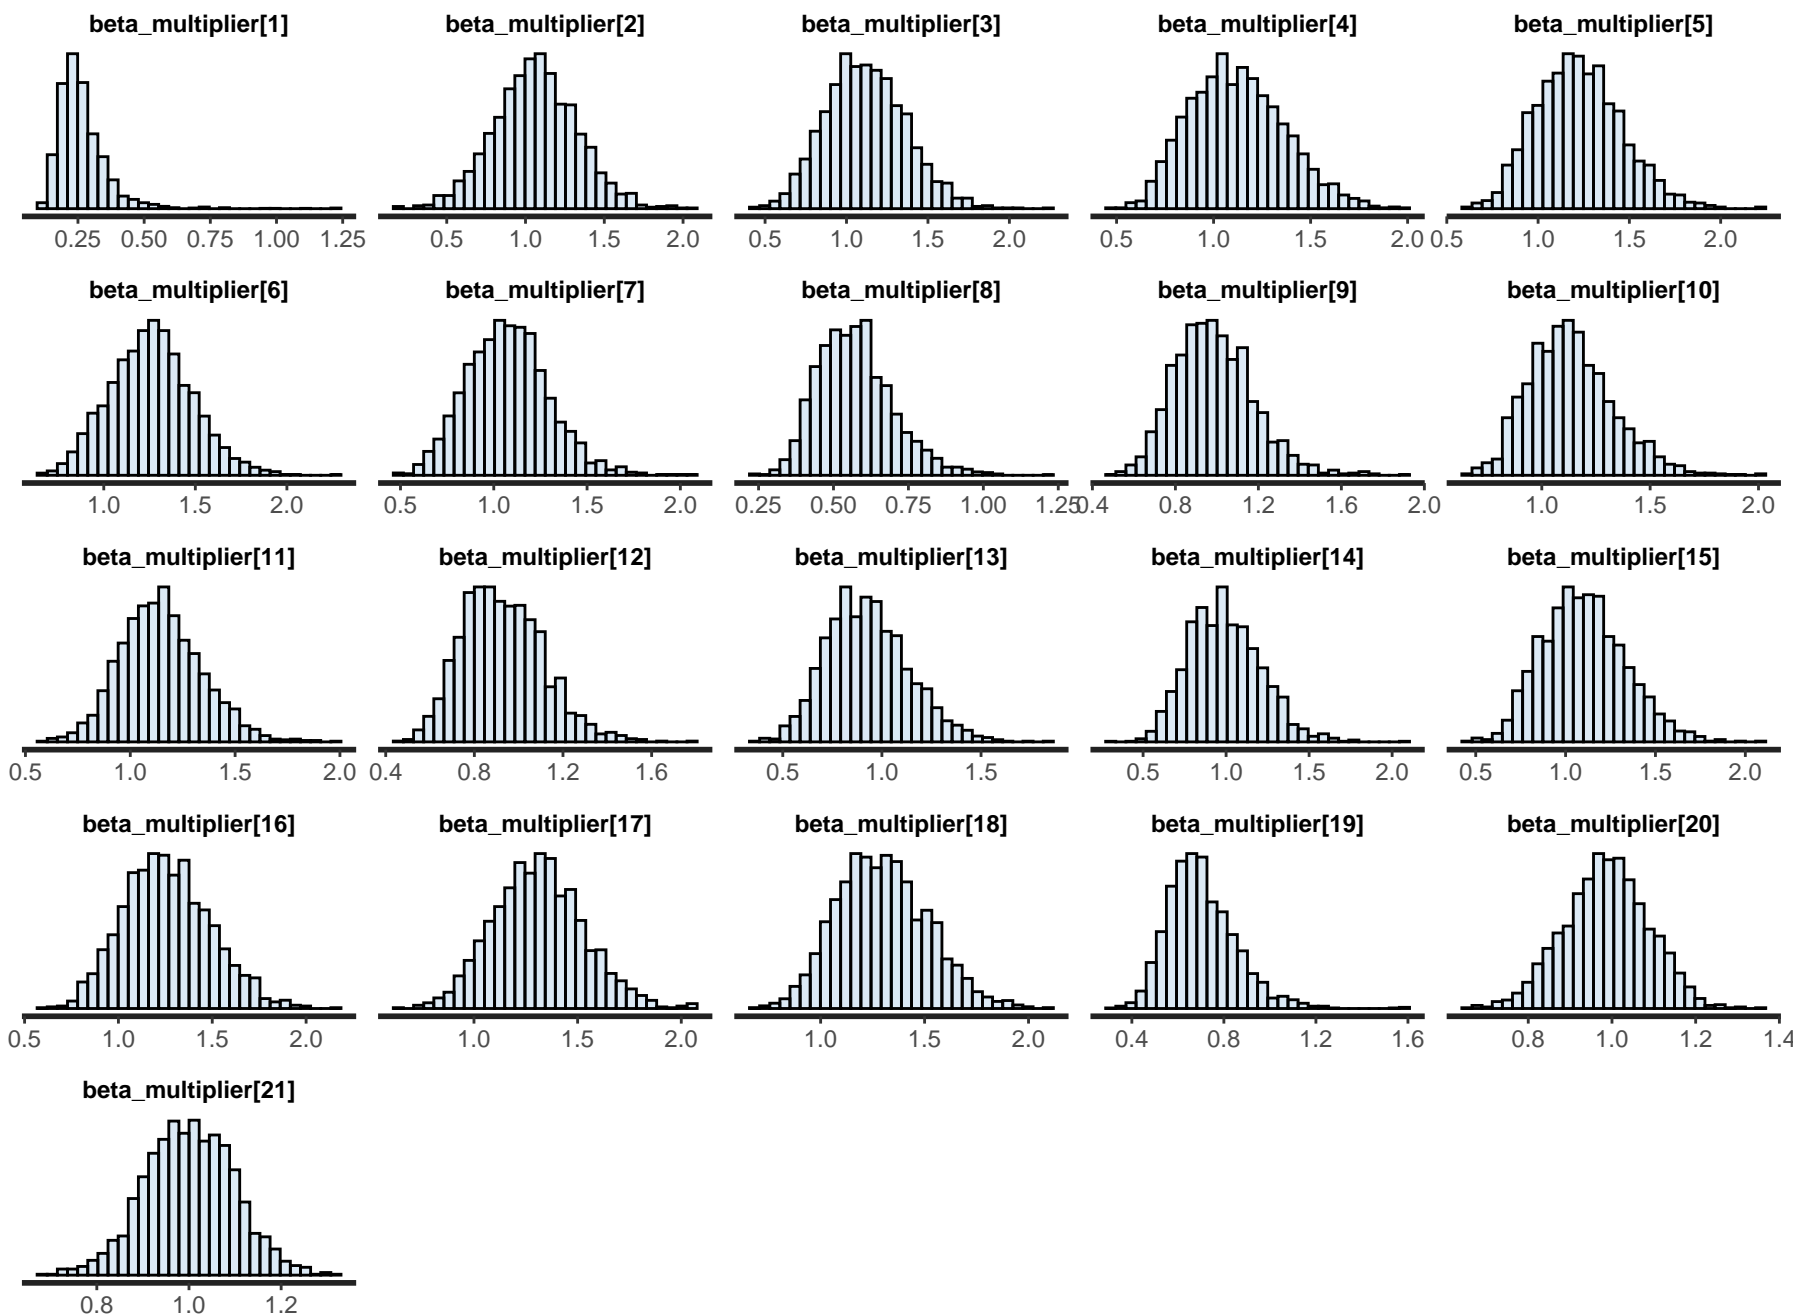 beta_multiplier[1] beta_multiplier[2] beta_multiplier[3] beta_multiplier[4] beta_multiplier[5]
0.25 0.50 0.75 1.00 1.25 0.5 1.0 1.5 2.0 0.5 1.0 1.5 2.0 0.5 1.0 1.5 2.0 0.5 1.0 1.5 2.0
beta_multiplier[6] beta_multiplier[7] beta_multiplier[8] beta_multiplier[9] beta_multiplier[10]
1.0 1.5 2.0 0.5 1.0 1.5 2.0 0.25 0.50 0.75 1.00 1.25 0.4 0.8 1.2 1.6 2.0 1.0 1.5 2.0
beta_multiplier[11] beta_multiplier[12] beta_multiplier[13] beta_multiplier[14] beta_multiplier[15]
0.5 1.0 1.5 2.0 0.4 0.8 1.2 1.6 0.5 1.0 1.5 0.5 1.0 1.5 2.0 0.5 1.0 1.5 2.0
beta_multiplier[16] beta_multiplier[17] beta_multiplier[18] beta_multiplier[19] beta_multiplier[20]
0.5 1.0 1.5 2.0 1.0 1.5 2.0 1.0 1.5 2.0 0.4 0.8 1.2 1.6 0.8 1.0 1.2 1.4
beta_multiplier[21]
0.8 1.0 1.2